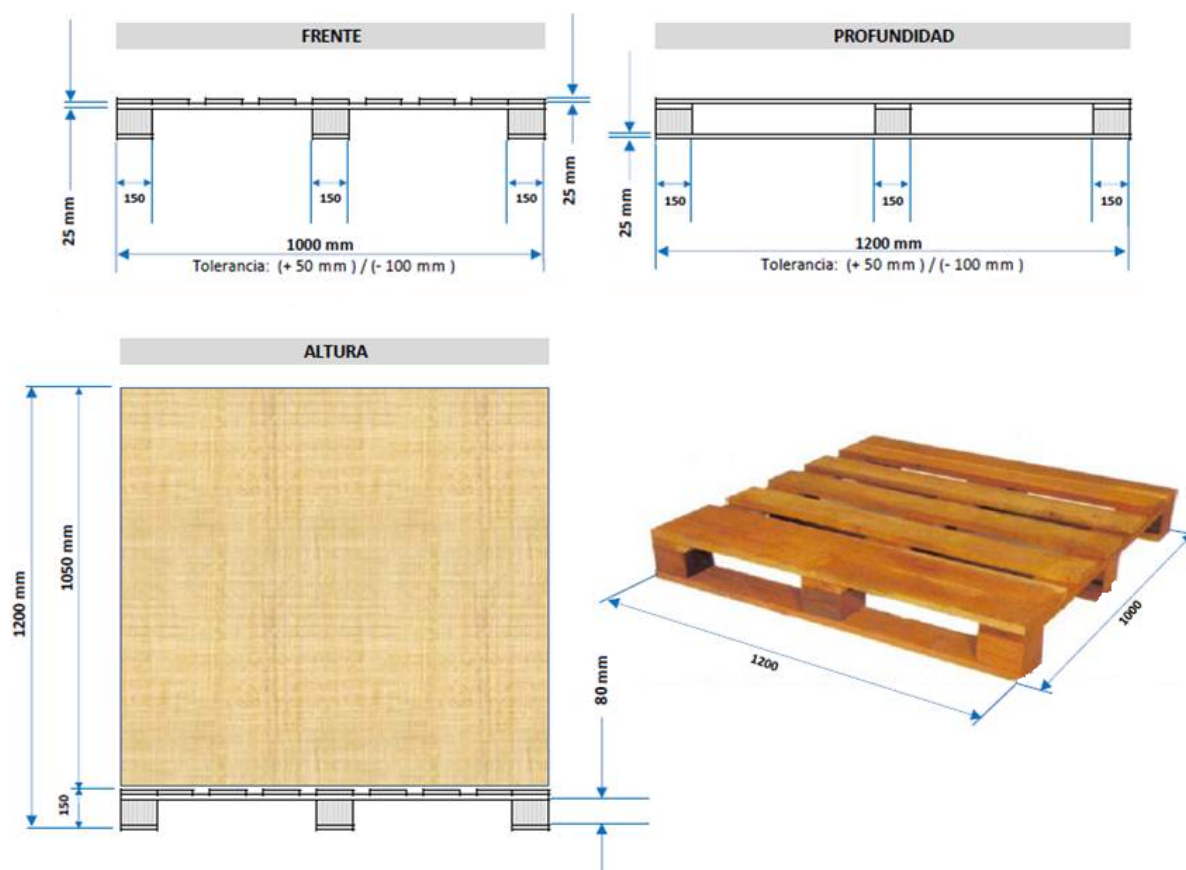 FRENTE
25 mm
150
150
150
25 mm
1000 mm
Tolerancia: (+ 50 mm ) / (- 100 mm )
PROFUNDIDAD
25 mm
150
150
150
1200 mm
Tolerancia: (+ 50 mm ) / (- 100 mm )
ALTURA
1200 mm
1050 mm
150
80 mm
1200
1000